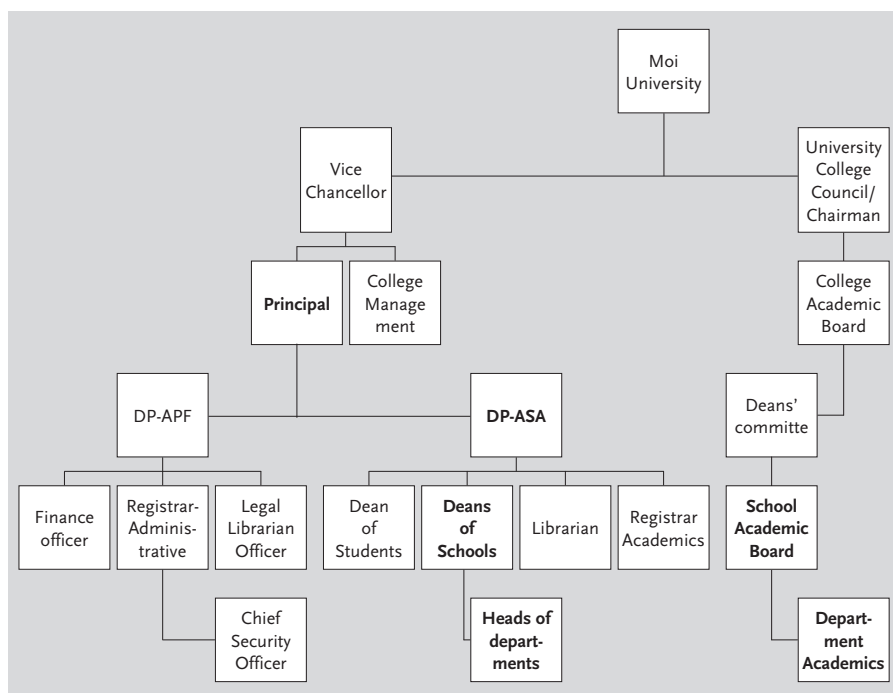 Moi
University
Vice
Chancellor
University
College
Council/
Chairman
Principal
College
Manage
ment
College
Academic
Board
DP-APF
DP-ASA
Deans'
committe
Finance
officer
Registrar-
Adminis-
trative
Legal
Librarian
Officer
Dean
of
Students
Deans
of
Schools
Librarian
Registrar
Academics
School
Academic
Board
Chief
Security
Officer
Heads of
depart-
ments
Depart-
ment
Academics